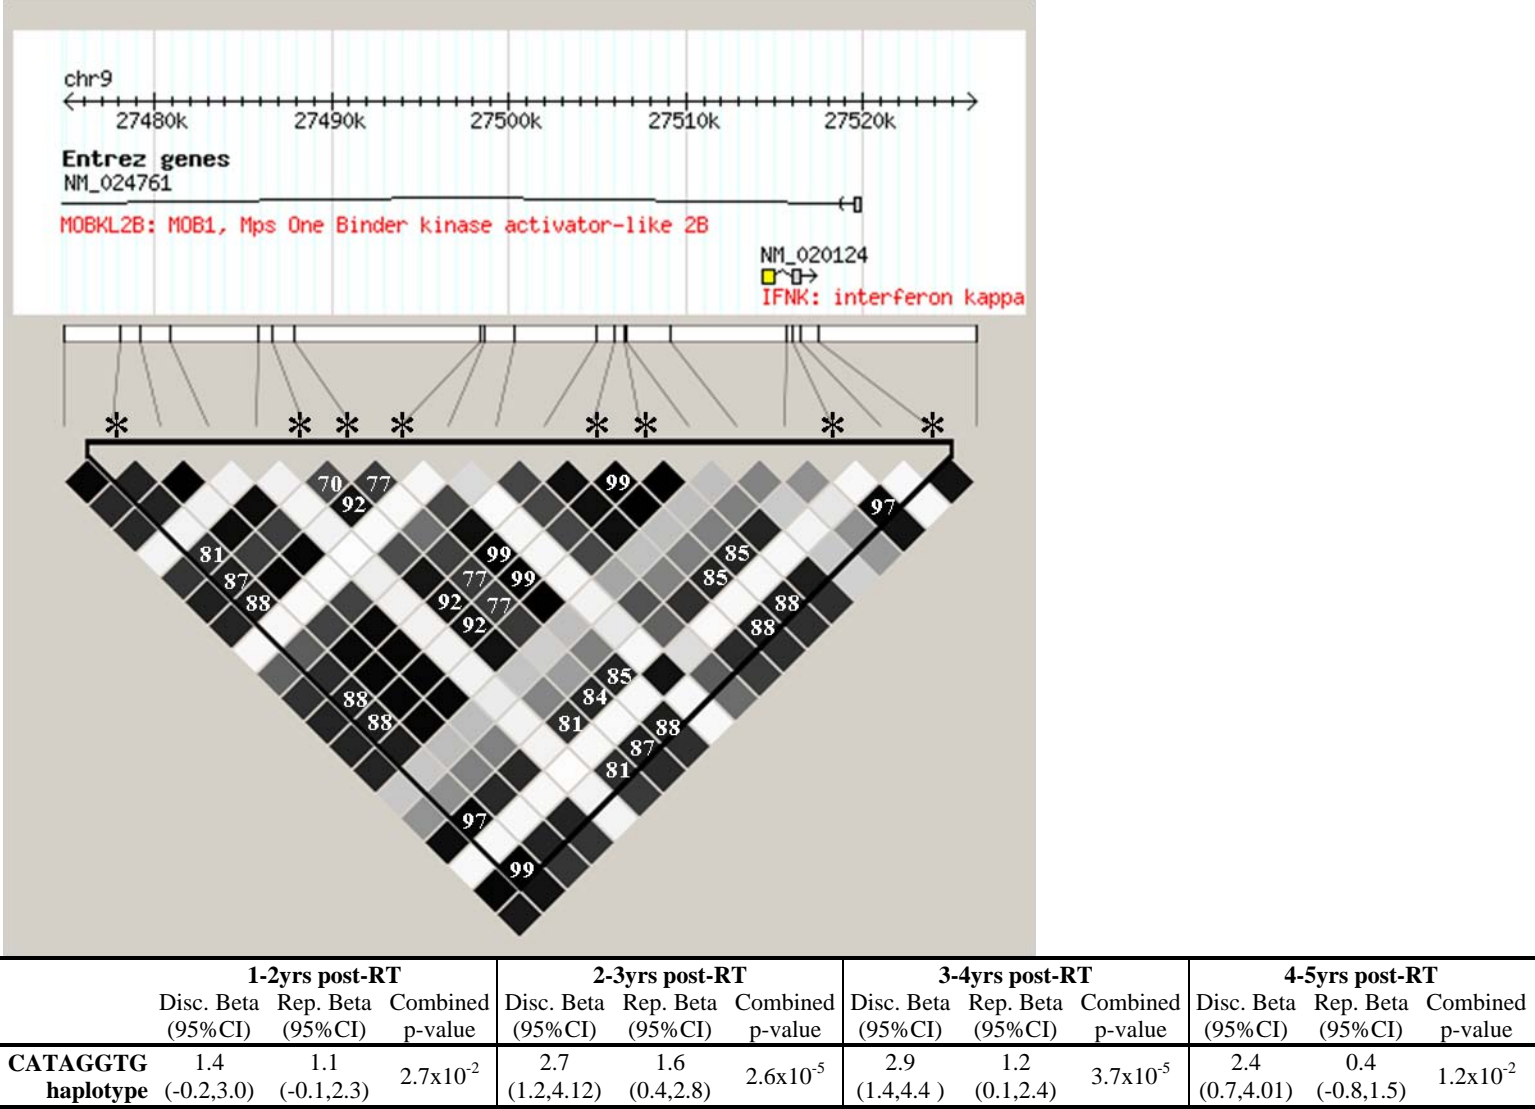 chr9
27480k 27490k 27500k 27510k 27520k
Entrez genes
NM_024761
MOBKL2B: MOB1, Mps One Binder kinase activator-like 2B
NM_020124
IFNK: interferon kappa
* * * * * * * *
70 77 99
92 97
81 99 85
87 77 99 85
88 92 77 88
92 88
85
88 84
88 81 88
87
81
97
99
1-2yrs post-RT 2-3yrs post-RT 3-4yrs post-RT 4-5yrs post-RT
Disc. Beta Rep. Beta Combined Disc. Beta Rep. Beta Combined Disc. Beta Rep. Beta Combined Disc. Beta Rep. Beta Combined
(95%CI) (95%CI) p-value (95%CI) (95%CI) p-value (95%CI) (95%CI) p-value (95%CI) (95%CI) p-value
CATAGGTG 1.4 1.1 2.7x10⁻² 2.7 1.6 2.6x10⁻⁵ 2.9 1.2 3.7x10⁻⁵ 2.4 0.4 1.2x10⁻²
haplotype (-0.2,3.0) (-0.1,2.3) (1.2,4.12) (0.4,2.8) (1.4,4.4 ) (0.1,2.4) (0.7,4.01) (-0.8,1.5)